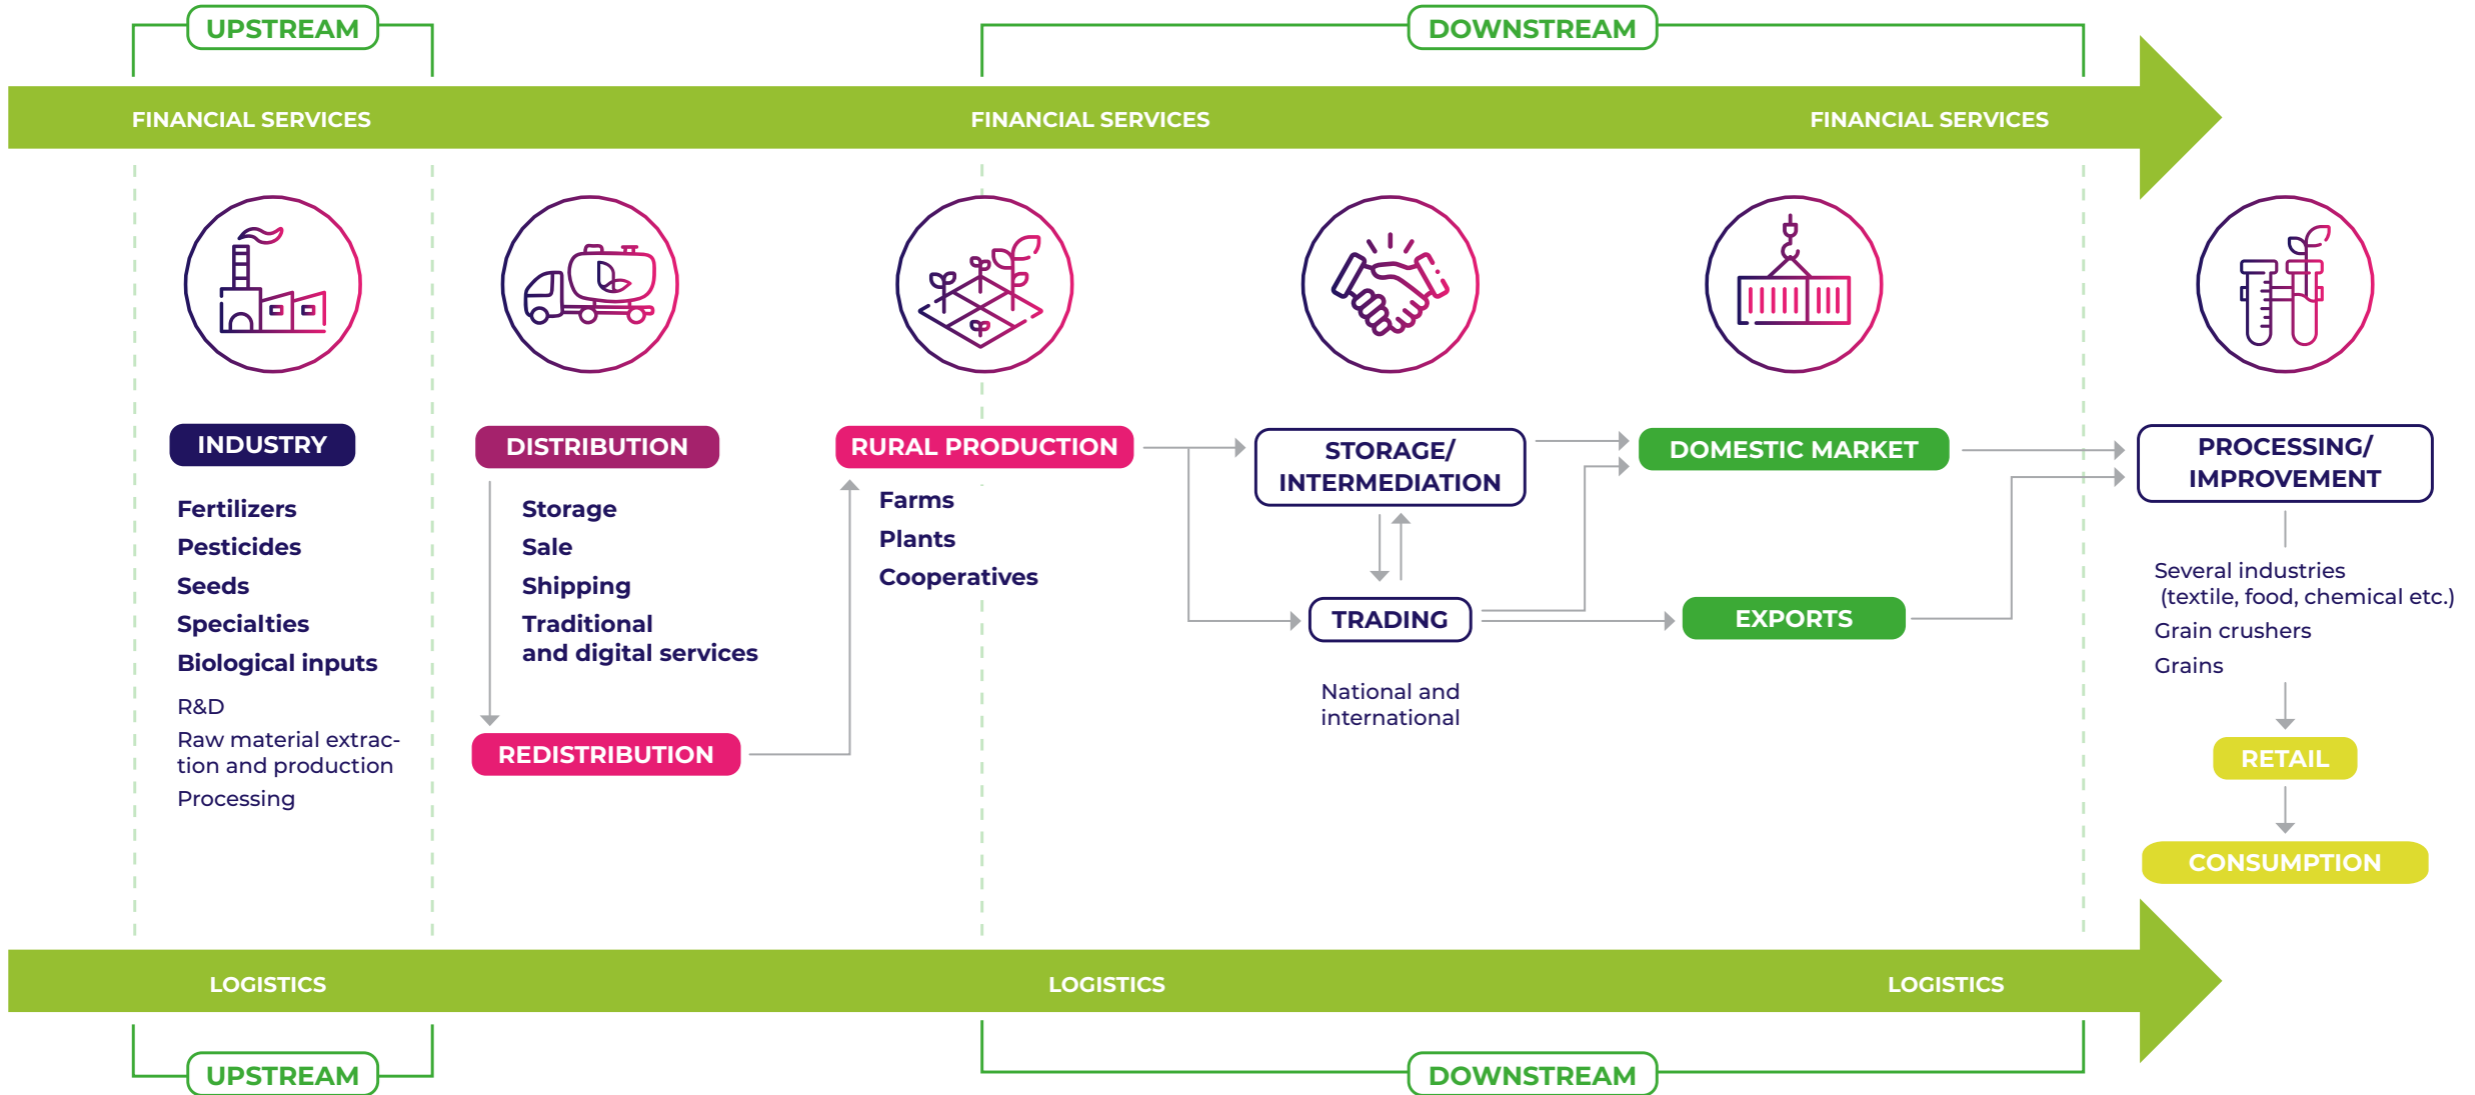 UPSTREAM
DOWNSTREAM
FINANCIAL SERVICES
FINANCIAL SERVICES
FINANCIAL SERVICES
INDUSTRY
Fertilizers
Pesticides
Seeds
Specialties
Biological inputs
R&D
Raw material extrac-
tion and production
Processing
DISTRIBUTION
Storage
Sale
Shipping
Traditional
and digital services
REDISTRIBUTION
RURAL PRODUCTION
Farms
Plants
Cooperatives
STORAGE/
INTERMEDIATION
TRADING
National and
international
DOMESTIC MARKET
EXPORTS
PROCESSING/
IMPROVEMENT
Several industries
(textile, food, chemical etc.)
Grain crushers
Grains
RETAIL
CONSUMPTION
LOGISTICS
LOGISTICS
LOGISTICS
UPSTREAM
DOWNSTREAM